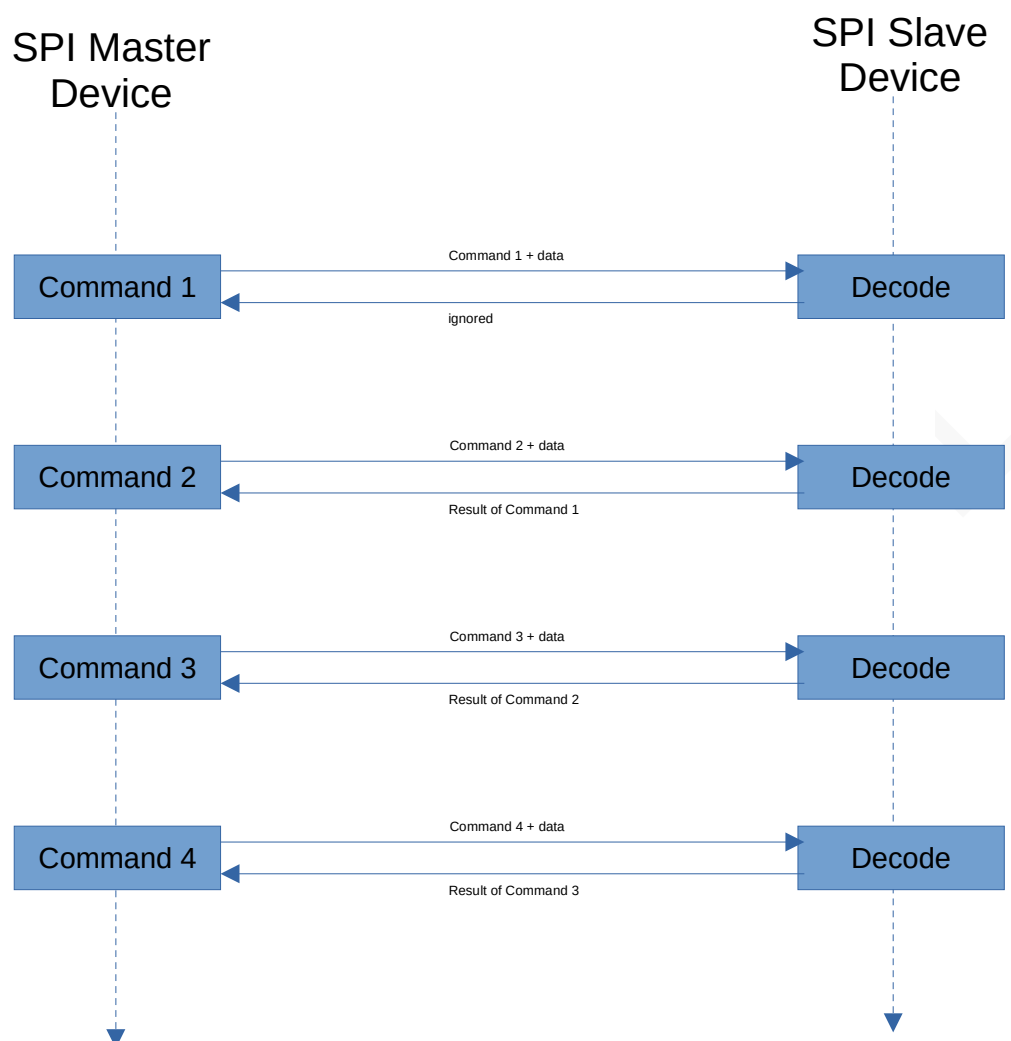 SPI Master
Device
SPI Slave
Device
Command 1
Command 1 + data
ignored
Decode
Command 2
Command 2 + data
Result of Command 1
Decode
Command 3
Command 3 + data
Result of Command 2
Decode
Command 4
Command 4 + data
Result of Command 3
Decode